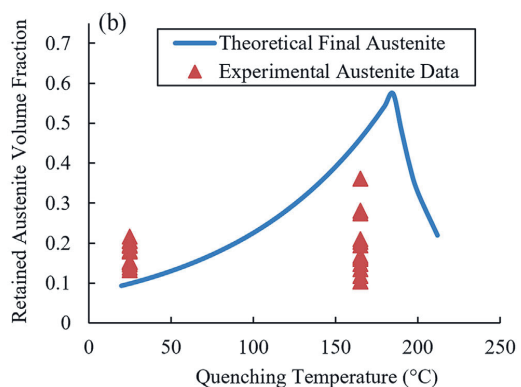 (b)
Theoretical Final Austenite
Experimental Austenite Data
Retained Austenite Volume Fraction
0.7
0.6
0.5
0.4
0.3
0.2
0.1
0
0 50 100 150 200 250
Quenching Temperature (°C)